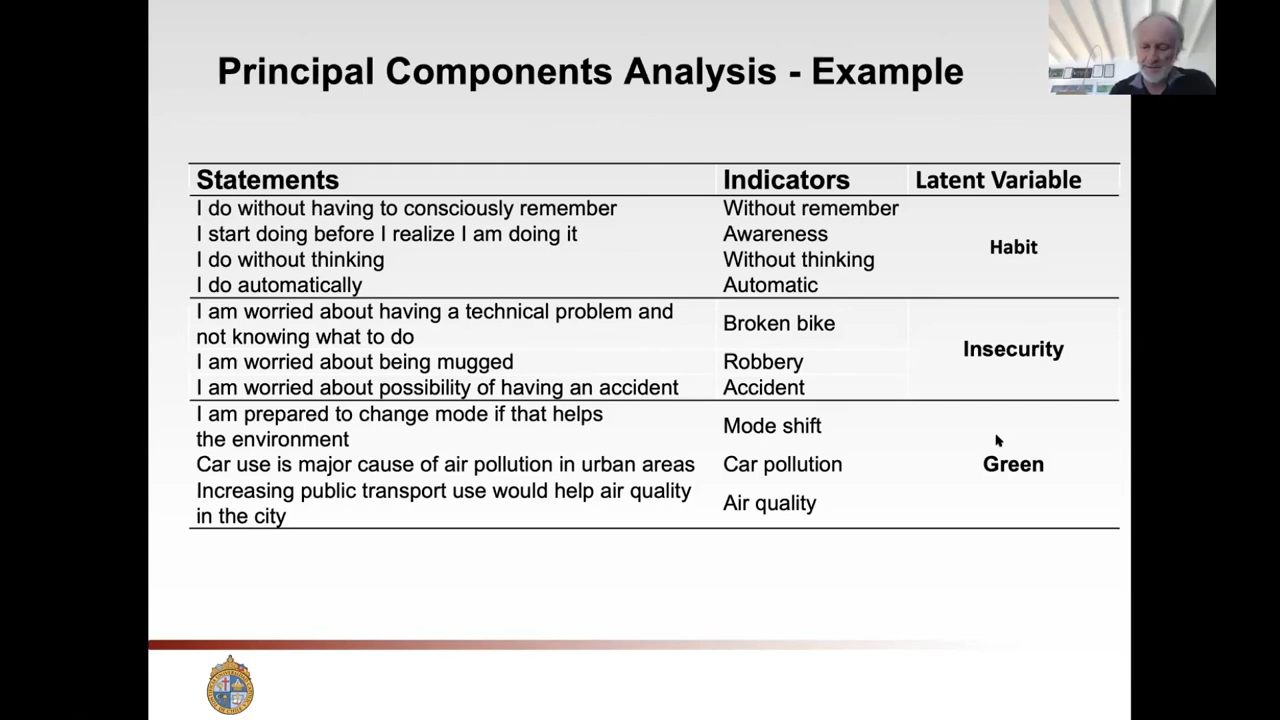 Principal Components Analysis - Example
Statements Indicators Latent Variable
I do without having to consciously remember Without remember
I start doing before I realize I am doing it Awareness
Habit
I do without thinking Without thinking
I do automatically Automatic
I am worried about having a technical problem and
not knowing what to do
Broken bike
Insecurity
I am worried about being mugged Robbery
I am worried about possibility of having an accident Accident
I am prepared to change mode if that helps
the environment
Mode shift
Car use is major cause of air pollution in urban areas Car pollution Green
Increasing public transport use would help air quality
in the city
Air quality